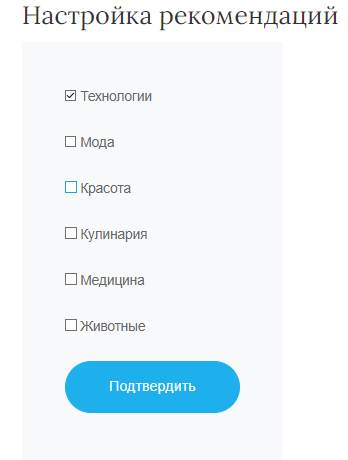 Настройка рекомендаций
Технологии
Мода
Красота
Кулинария
Медицина
Животные
Подтвердить